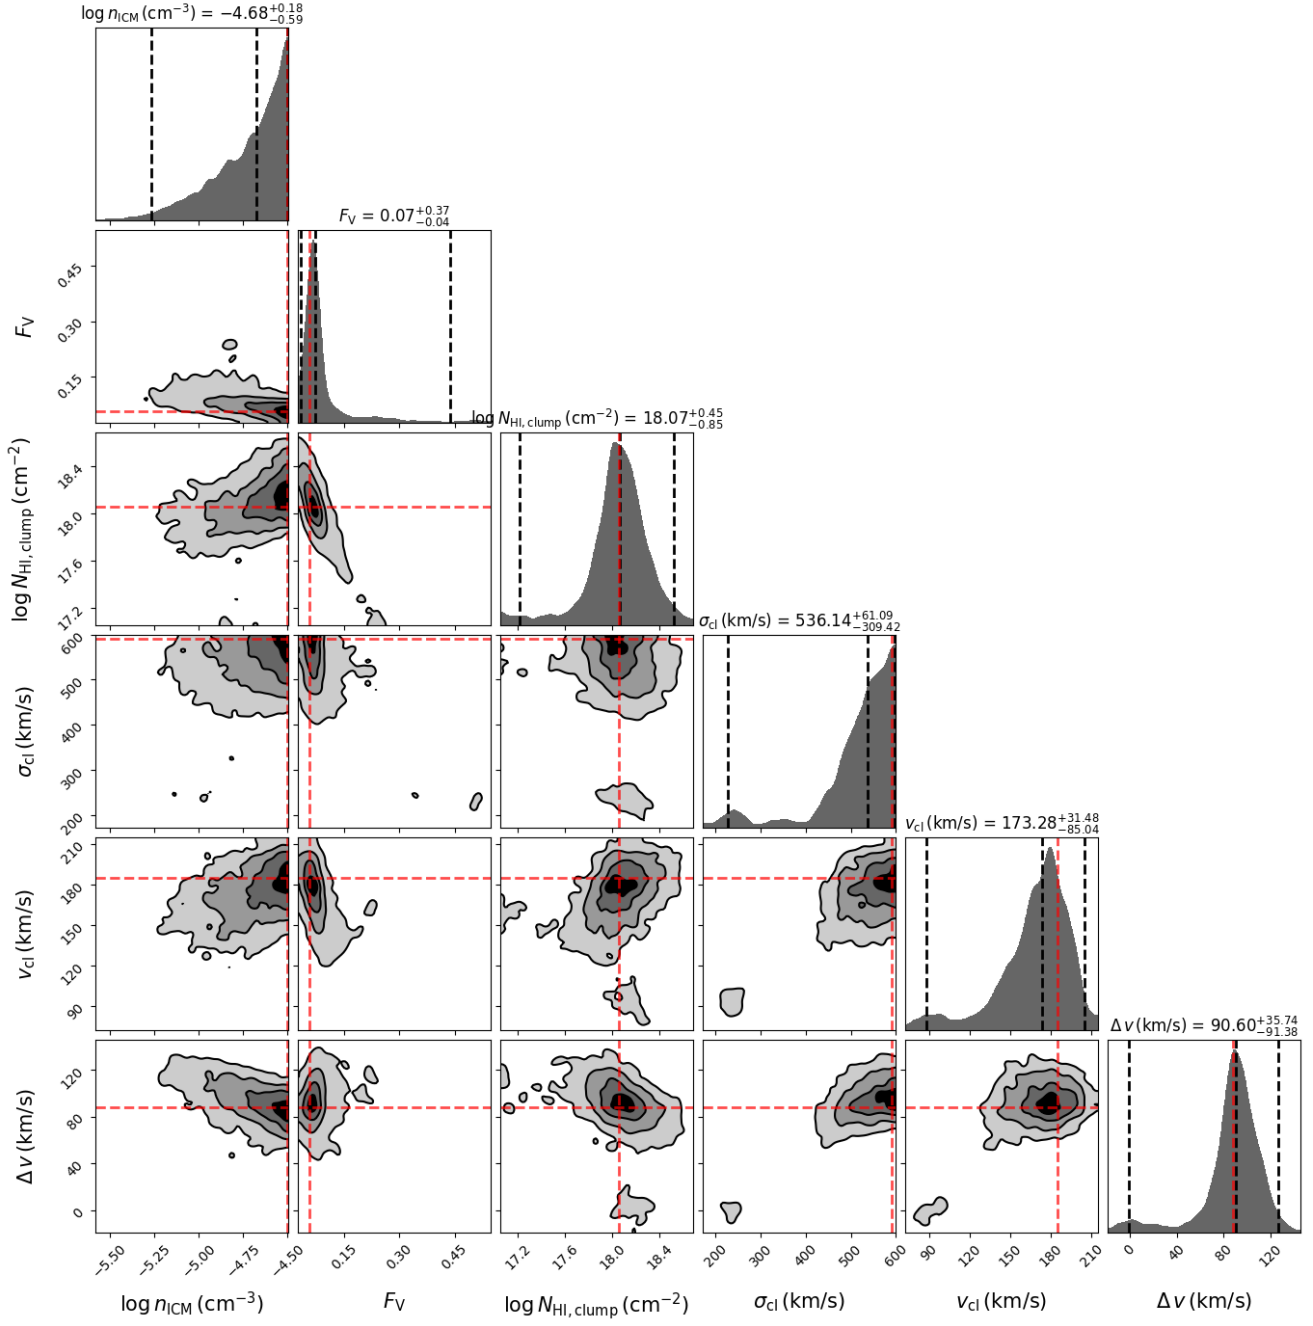 log n_ICM (cm⁻³) = −4.68 +0.18 −0.59
F_V = 0.07 +0.37 −0.04
0.45
0.30
0.15
F_V
log N_HI,clump (cm⁻²) = 18.07 +0.45 −0.85
18.4
18.0
17.6
17.2
log N_HI,clump (cm⁻²)
σ_cl (km/s) = 536.14 +61.09 −309.42
600
500
400
300
200
σ_cl (km/s)
v_cl (km/s) = 173.28 +31.48 −85.04
210
180
150
120
90
v_cl (km/s)
Δ v (km/s) = 90.60 +35.74 −91.38
120
80
40
0
Δ v (km/s)
−5.50 −5.25 −5.00 −4.75 −4.50 0.15 0.30 0.45 17.2 17.6 18.0 18.4 200 300 400 500 600 90 120 150 180 210 0 40 80 120
log n_ICM (cm⁻³) F_V log N_HI,clump (cm⁻²) σ_cl (km/s) v_cl (km/s) Δ v (km/s)